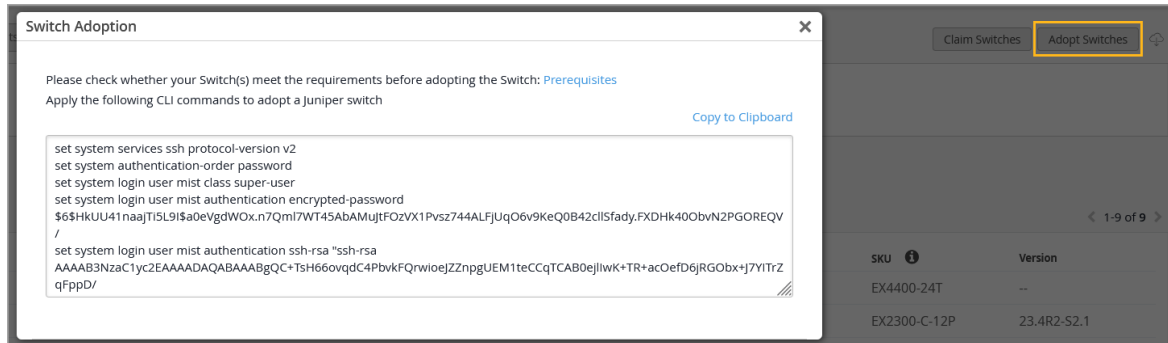 Switch Adoption
Claim Switches
Adopt Switches
Please check whether your Switch(s) meet the requirements before adopting the Switch: Prerequisites
Apply the following CLI commands to adopt a Juniper switch
Copy to Clipboard
set system services ssh protocol-version v2
set system authentication-order password
set system login user mist class super-user
set system login user mist authentication encrypted-password
$6$HkUU41naajTi5L9I$a0eVgdWOx.n7Qml7WT45AbAMuJtFOzVX1Pvsz744ALFjUqO6v9KeQ0B42cllSfady.FXDHk40ObvN2PGOREQV
/
set system login user mist authentication ssh-rsa "ssh-rsa
AAAAB3NzaC1yc2EAAAADAQABAAABgQC+TsH66ovqdC4PbvkFQrwioeJZZnpgUEM1teCCqTCAB0ejlIwK+TR+acOefD6jRGObx+J7YITrZ
qFppD/
1-9 of 9
SKU
Version
EX4400-24T
--
EX2300-C-12P
23.4R2-S2.1